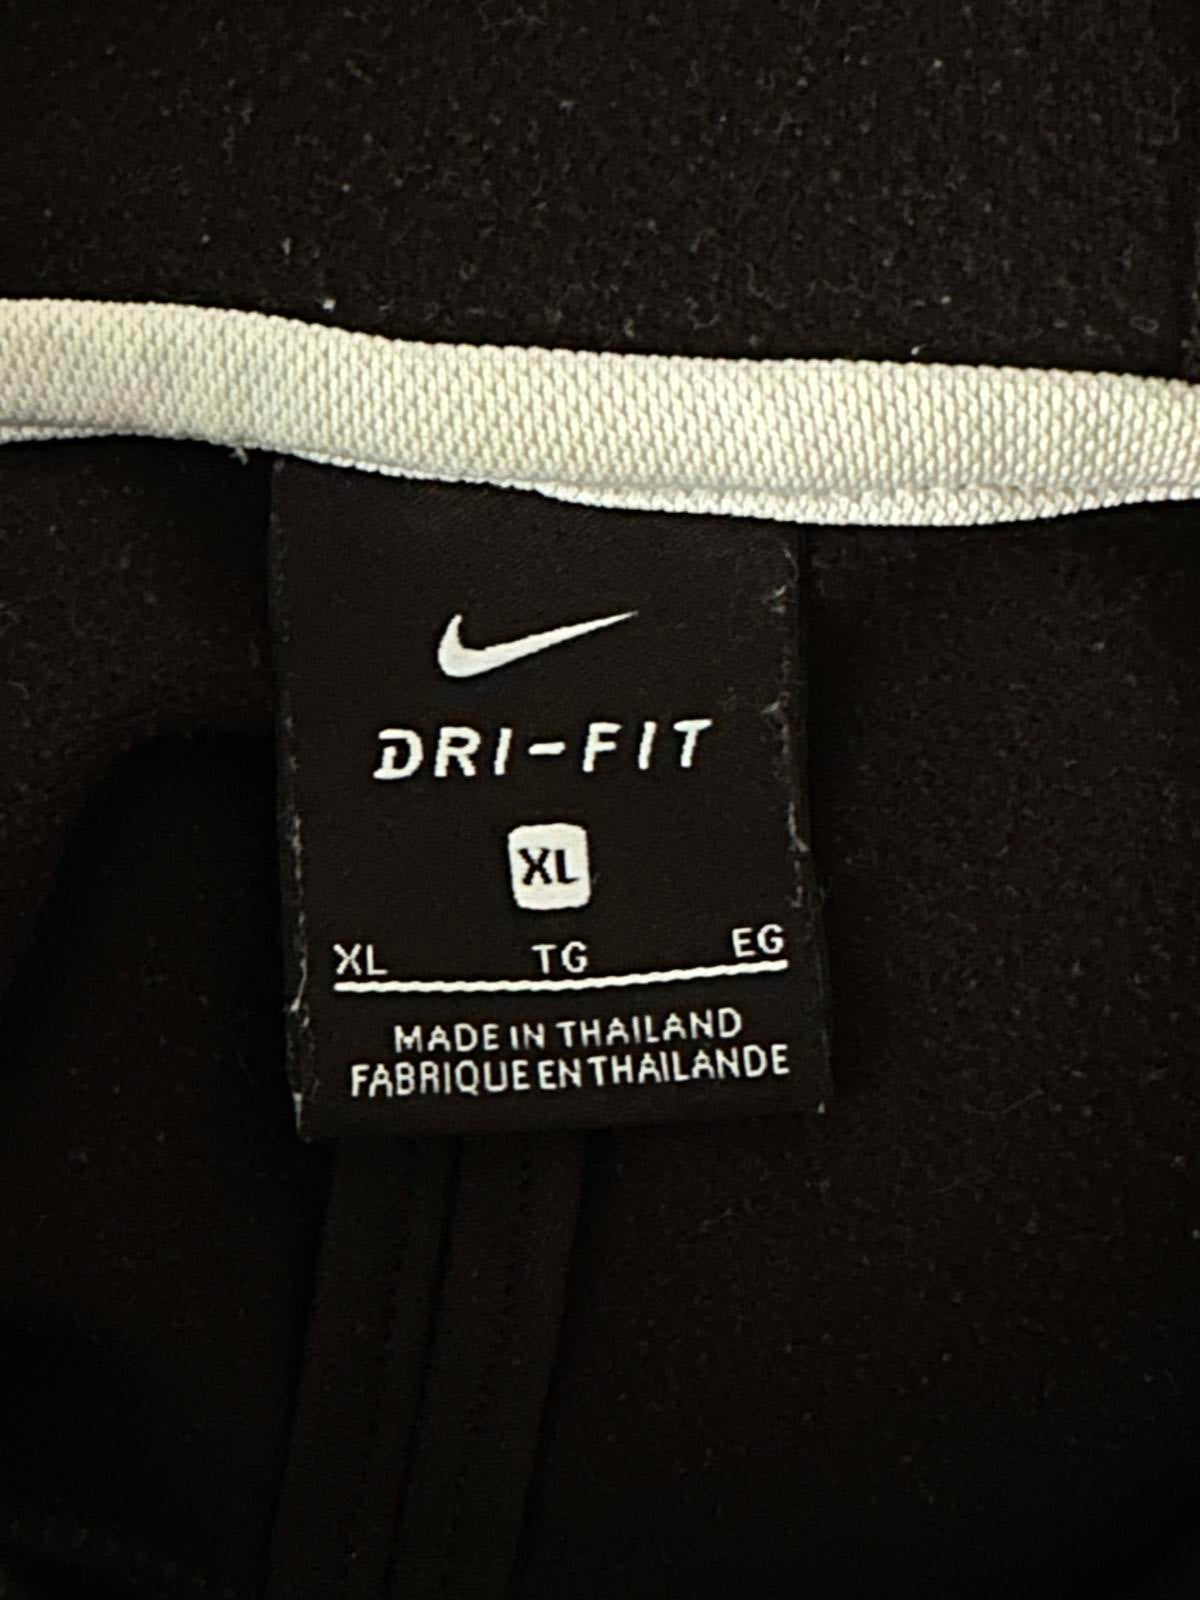 DRI-FIT
XL
XL TG EG
MADE IN THAILAND
FABRIQUE EN THAILANDE